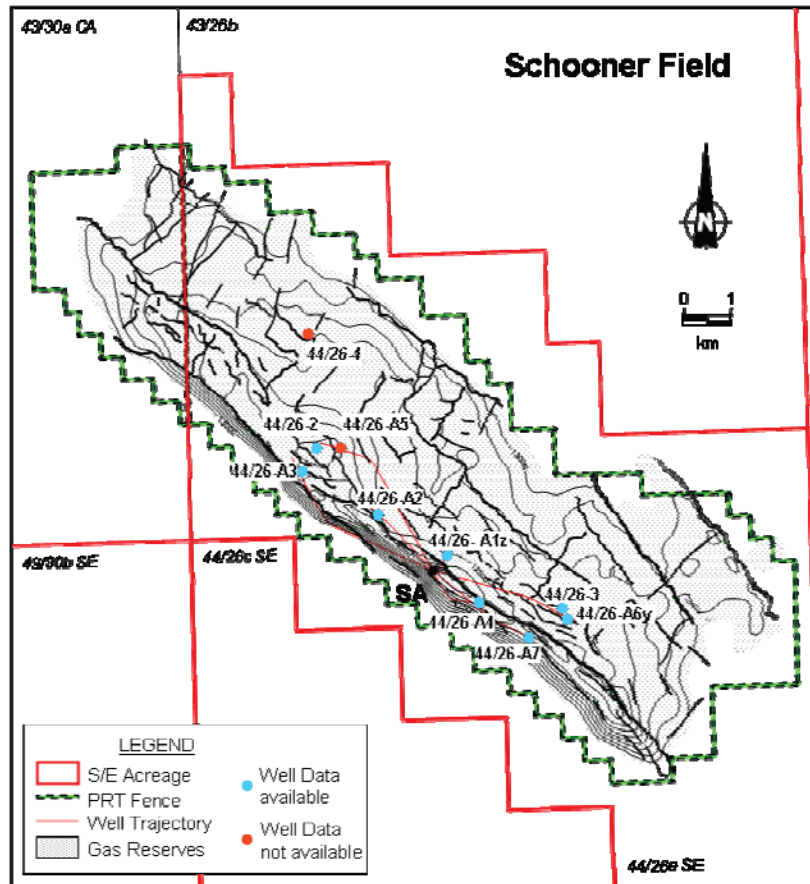 43/30a CA
43/26b
Schooner Field
N
0 1
km
44/26-4
44/26-2
44/26-A5
44/26-A3
44/26-A2
44/26- A1z
49/30b SE
44/26c SE
SA
44/26-3
44/26-A4
44/26-A6y
44/26-A7
LEGEND
S/E Acreage
PRT Fence
Well Trajectory
Gas Reserves
Well Data
available
Well Data
not available
44/26e SE